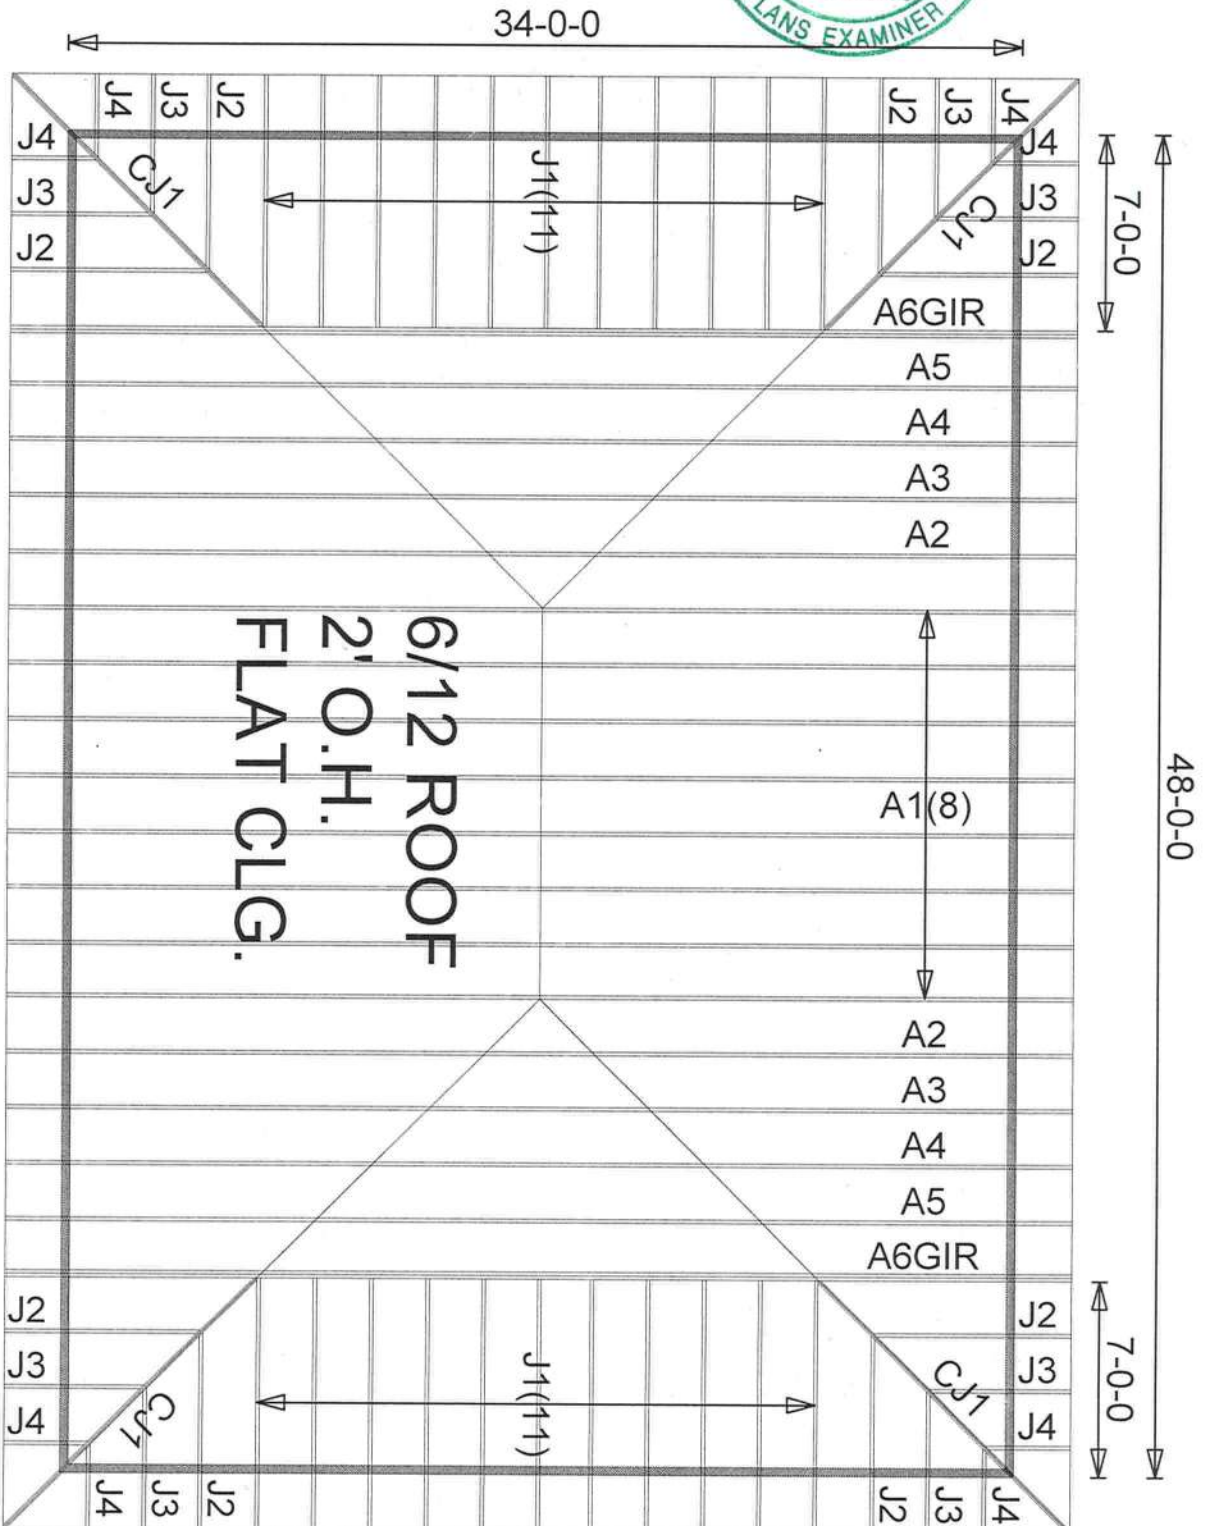 PLANS EXAMINER
34-0-0
J4
J3
J2
J2
J3
J4
J4
J3
J2
CJ1
J1(11)
CJ1
J4
J3
J2
7-0-0
48-0-0
A6GIR
A5
A4
A3
A2
6/12 ROOF
2' O.H.
FLAT CLG.
A1(8)
A2
A3
A4
A5
A6GIR
J2
J3
J4
CJ1
J1(11)
CJ1
J2
J3
J4
7-0-0
J4
J3
J2
J2
J3
J4